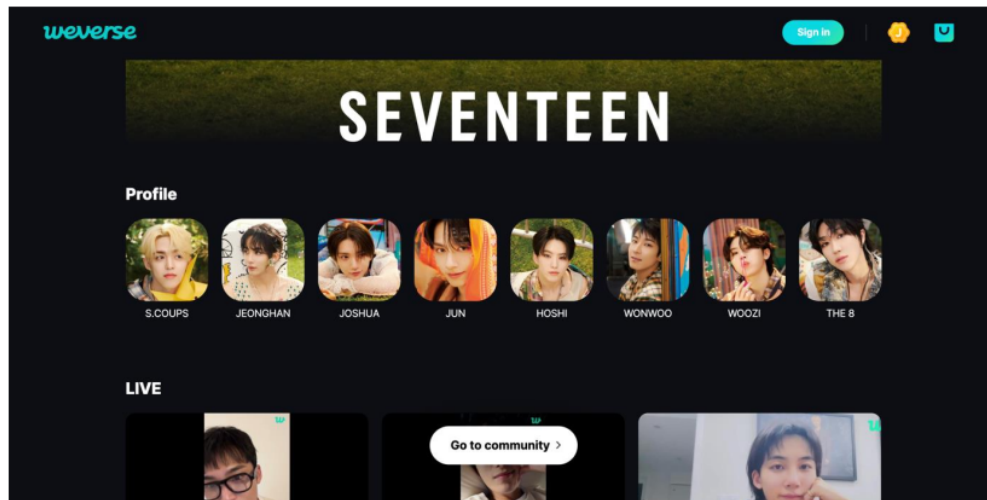 weverse
Sign in
J
SEVENTEEN
Profile
S.COUPS JEONGHAN JOSHUA JUN HOSHI WONWOO WOOZI THE 8
LIVE
w w w
Go to community >